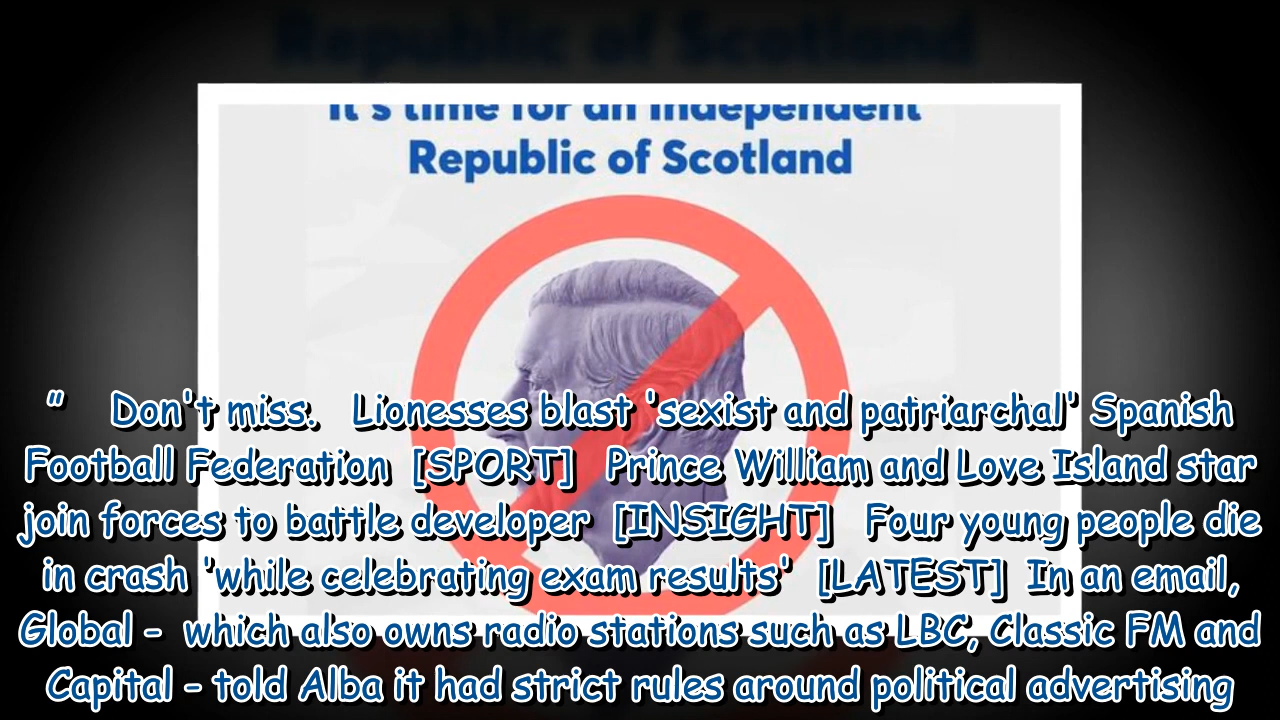 Republic of Scotland
It's time for an independent
Republic of Scotland
” Don't miss. Lionesses blast 'sexist and patriarchal' Spanish
Football Federation [SPORT] Prince William and Love Island star
join forces to battle developer [INSIGHT] Four young people die
in crash 'while celebrating exam results' [LATEST] In an email,
Global - which also owns radio stations such as LBC, Classic FM and
Capital - told Alba it had strict rules around political advertising